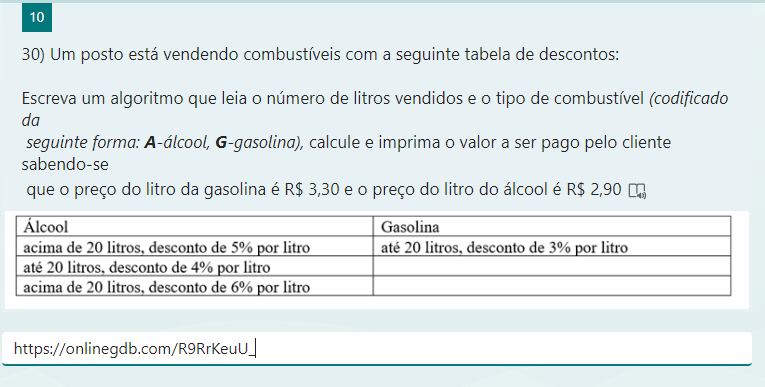 10
30) Um posto está vendendo combustíveis com a seguinte tabela de descontos:
Escreva um algoritmo que leia o número de litros vendidos e o tipo de combustível (codificado
da
seguinte forma: A-álcool, G-gasolina), calcule e imprima o valor a ser pago pelo cliente
sabendo-se
que o preço do litro da gasolina é R$ 3,30 e o preço do litro do álcool é R$ 2,90
Álcool Gasolina
acima de 20 litros, desconto de 5% por litro até 20 litros, desconto de 3% por litro
até 20 litros, desconto de 4% por litro
acima de 20 litros, desconto de 6% por litro
https://onlinegdb.com/R9RrKeuU_